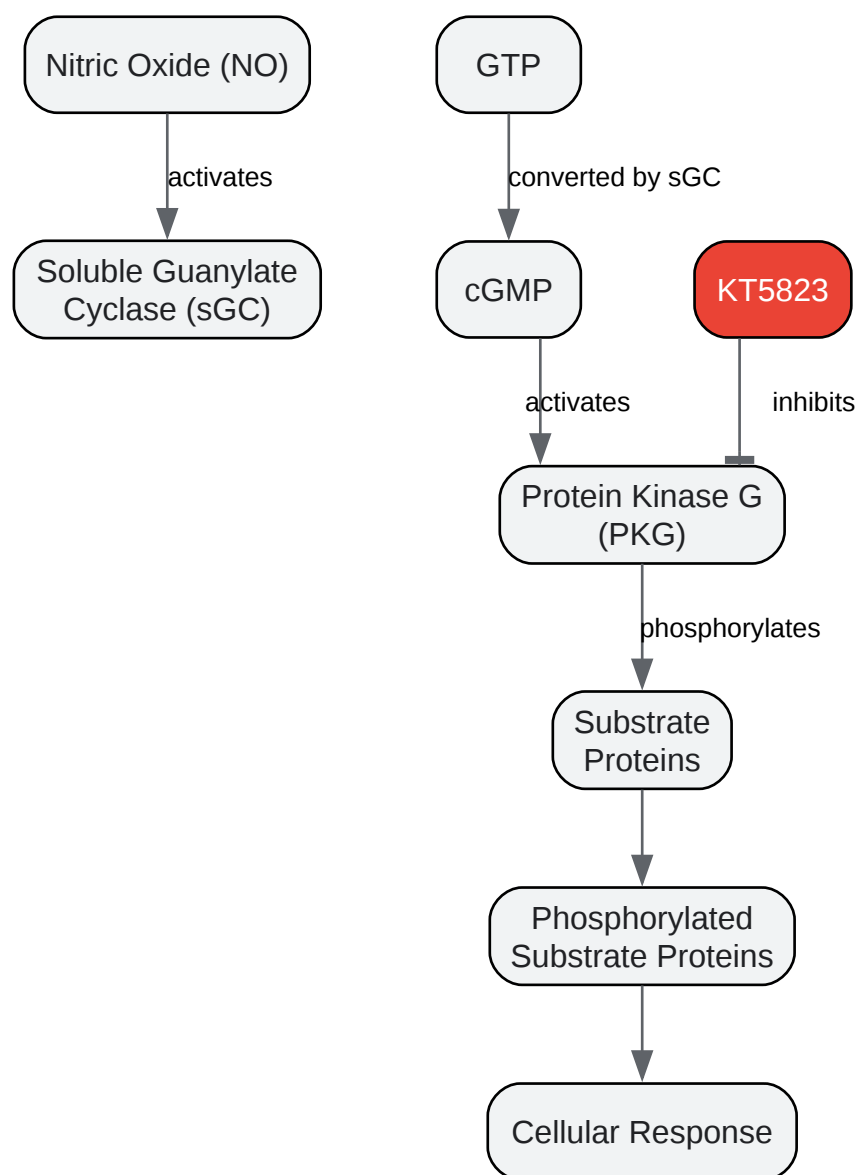 Nitric Oxide (NO)
GTP
activates
converted by sGC
Soluble Guanylate
Cyclase (sGC)
cGMP
KT5823
activates
inhibits
Protein Kinase G
(PKG)
phosphorylates
Substrate
Proteins
Phosphorylated
Substrate Proteins
Cellular Response